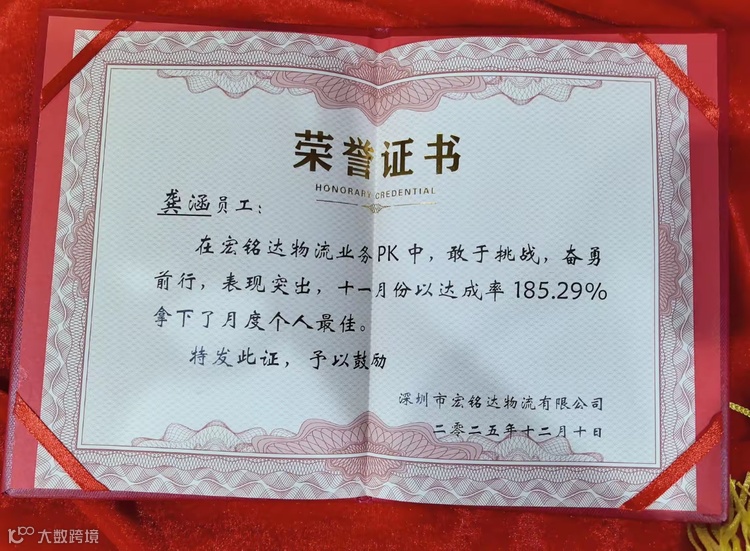 荣誉证书
HONORARY CREDENTIAL
龚涵员工：
在宏铭达物流业务PK中，敢于挑战，奋勇
前行，表现突出，十一月份以达成率185.29%
拿下了月度个人最佳。
特发此证，予以鼓励
深圳市宏铭达物流有限公司
二零二五年十二月十日
大数跨境